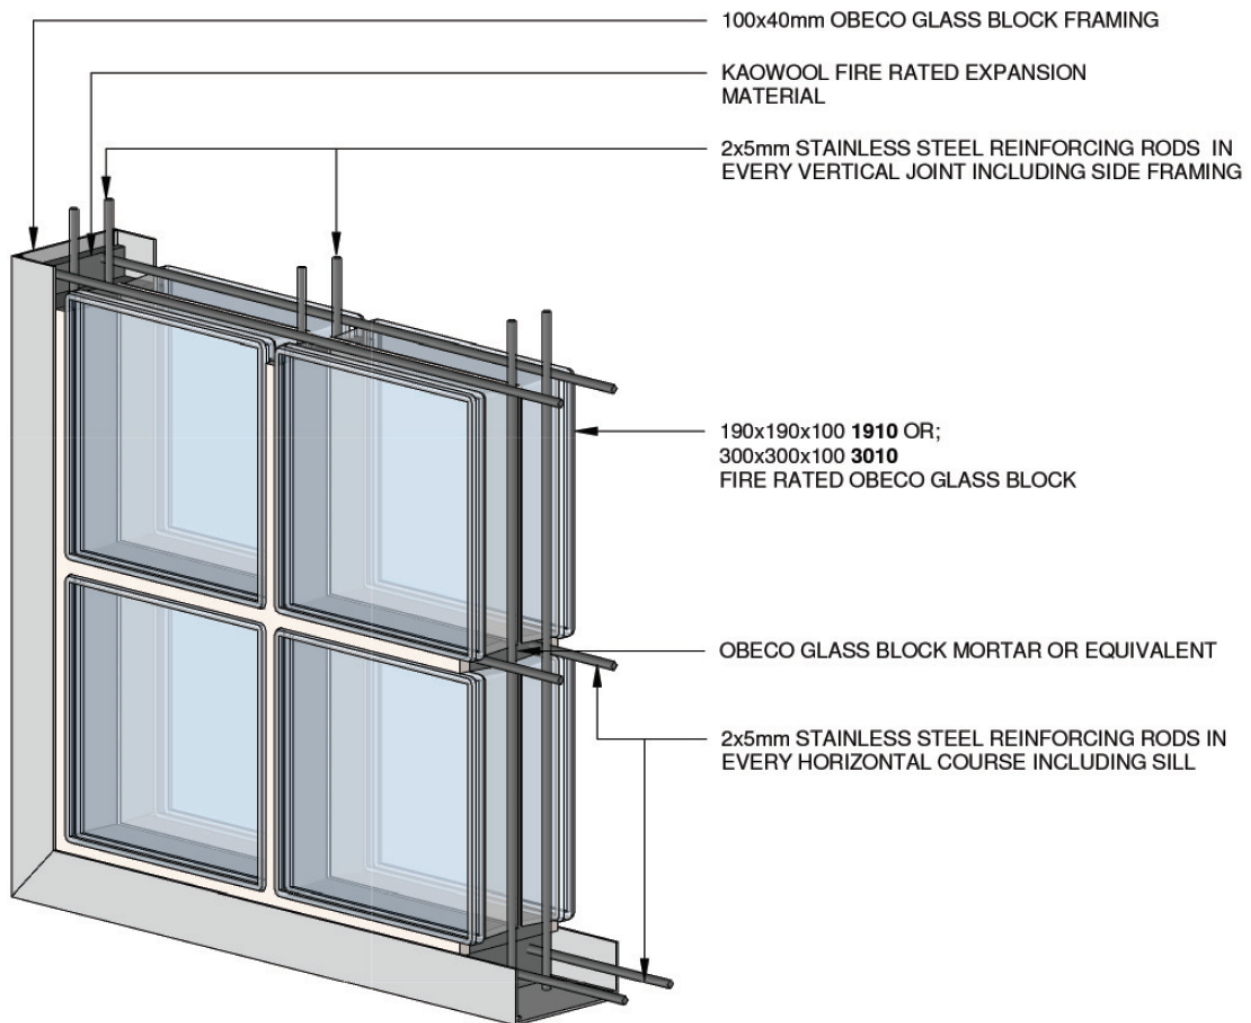 100x40mm OBECO GLASS BLOCK FRAMING
KAOWOOL FIRE RATED EXPANSION
MATERIAL
2x5mm STAINLESS STEEL REINFORCING RODS IN
EVERY VERTICAL JOINT INCLUDING SIDE FRAMING
190x190x100 1910 OR;
300x300x100 3010
FIRE RATED OBECO GLASS BLOCK
OBECO GLASS BLOCK MORTAR OR EQUIVALENT
2x5mm STAINLESS STEEL REINFORCING RODS IN
EVERY HORIZONTAL COURSE INCLUDING SILL